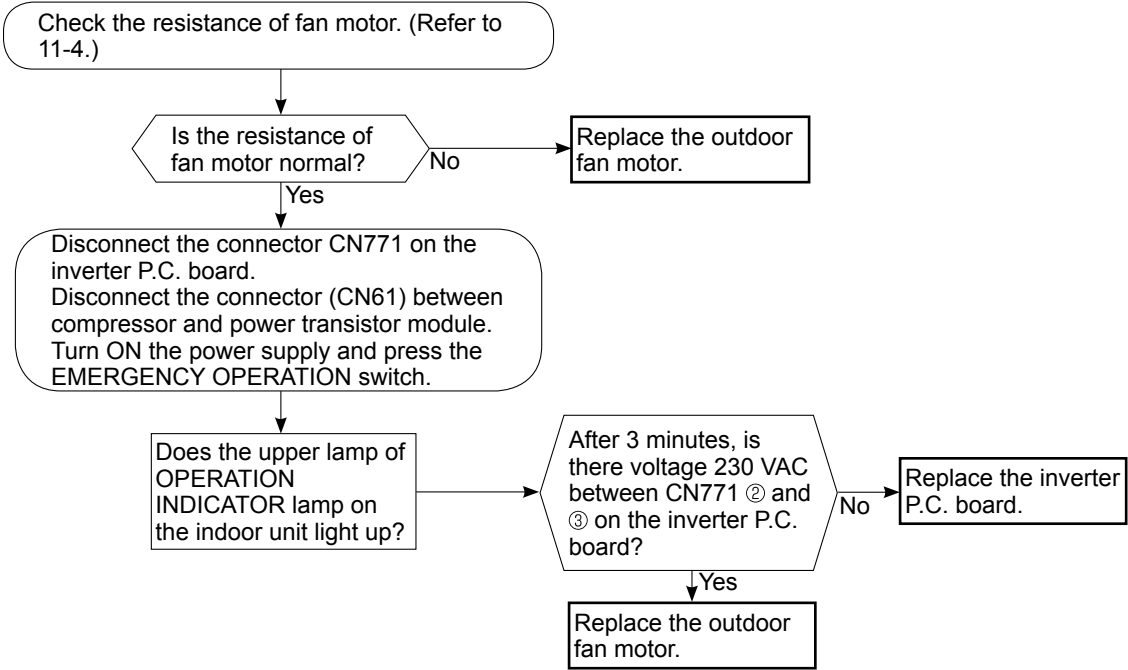 Check the resistance of fan motor. (Refer to
11-4.)
Is the resistance of
fan motor normal?
No
Replace the outdoor
fan motor.
Yes
Disconnect the connector CN771 on the
inverter P.C. board.
Disconnect the connector (CN61) between
compressor and power transistor module.
Turn ON the power supply and press the
EMERGENCY OPERATION switch.
Does the upper lamp of
OPERATION
INDICATOR lamp on
the indoor unit light up?
After 3 minutes, is
there voltage 230 VAC
between CN771 ② and
③ on the inverter P.C.
board?
No
Replace the inverter
P.C. board.
Yes
Replace the outdoor
fan motor.